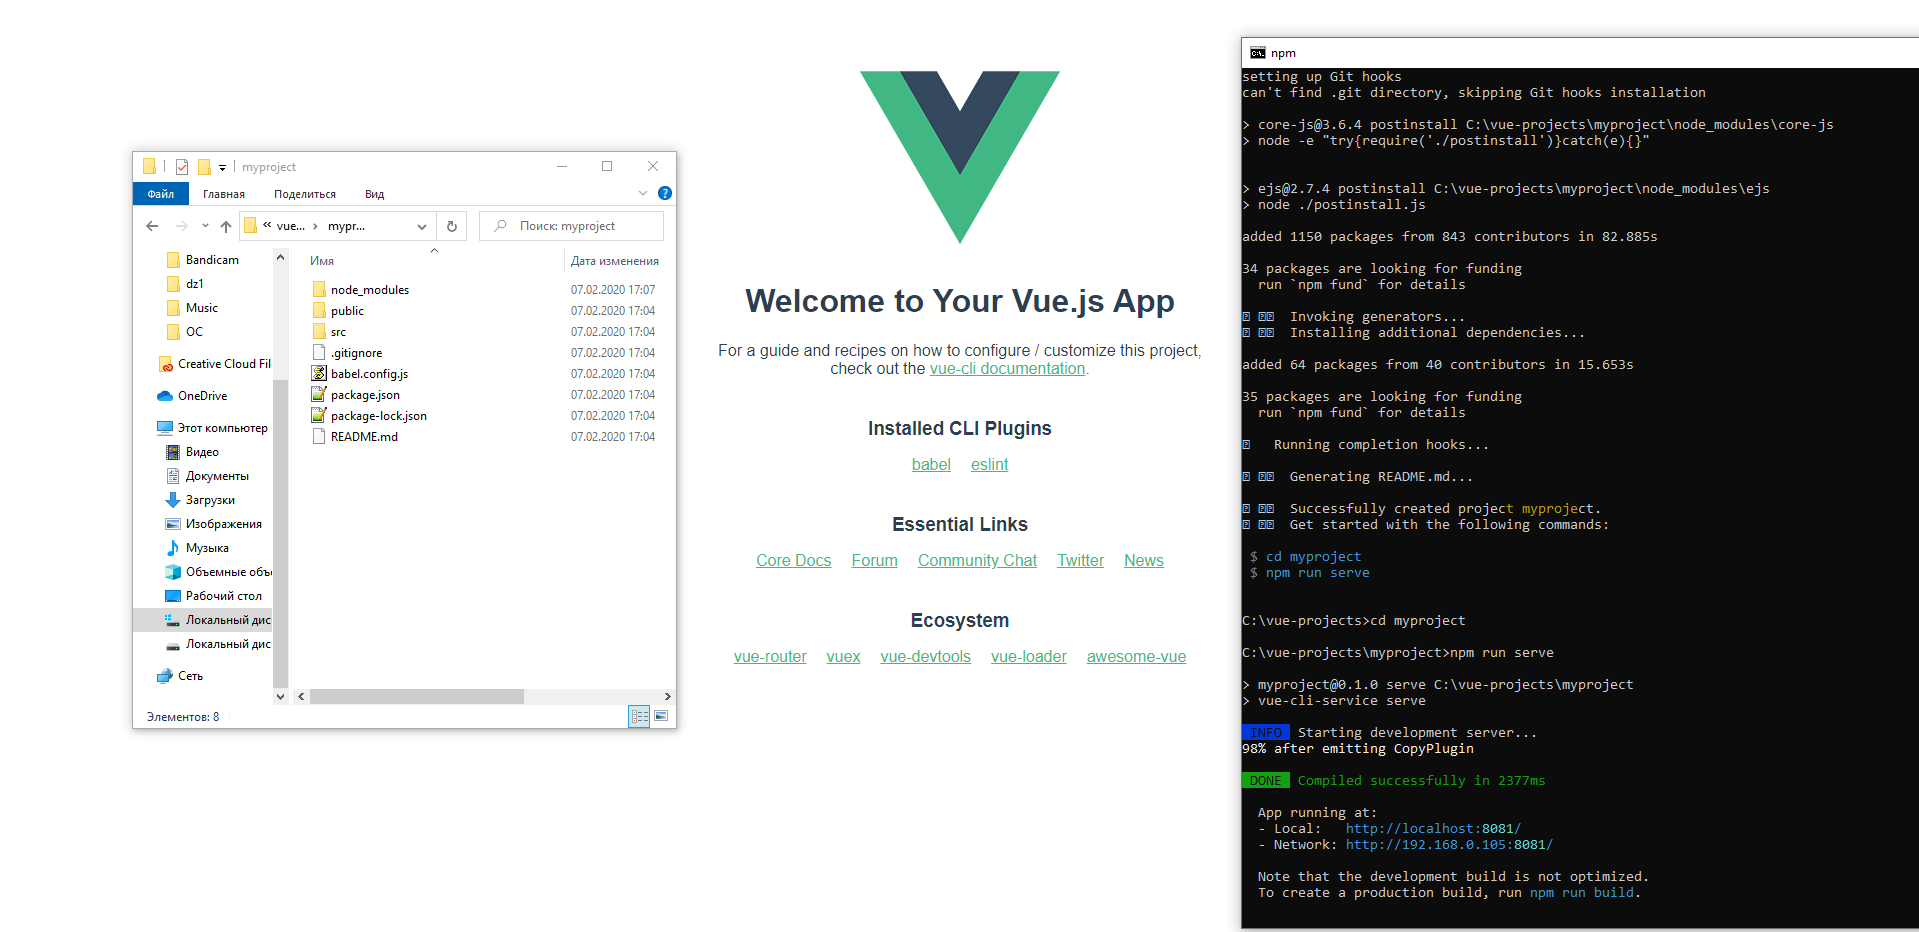 myproject
Файл Главная Поделиться Вид
« vue... › mypr...
Поиск: myproject
Bandicam
dz1
Music
ОС
Creative Cloud Fil
OneDrive
Этот компьютер
Видео
Документы
Загрузки
Изображения
Музыка
Объемные объ
Рабочий стол
Локальный дис
Локальный дис
Сеть
Имя Дата изменения
node_modules 07.02.2020 17:07
public 07.02.2020 17:04
src 07.02.2020 17:04
.gitignore 07.02.2020 17:04
babel.config.js 07.02.2020 17:04
package.json 07.02.2020 17:04
package-lock.json 07.02.2020 17:04
README.md 07.02.2020 17:04
Элементов: 8
Welcome to Your Vue.js App
For a guide and recipes on how to configure / customize this project,
check out the vue-cli documentation.
Installed CLI Plugins
babel eslint
Essential Links
Core Docs Forum Community Chat Twitter News
Ecosystem
vue-router vuex vue-devtools vue-loader awesome-vue
npm
setting up Git hooks
can't find .git directory, skipping Git hooks installation
> core-js@3.6.4 postinstall C:\vue-projects\myproject\node_modules\core-js
> node -e "try{require('./postinstall')}catch(e){}"
> ejs@2.7.4 postinstall C:\vue-projects\myproject\node_modules\ejs
> node ./postinstall.js
added 1150 packages from 843 contributors in 82.885s
34 packages are looking for funding
run `npm fund` for details
Invoking generators...
Installing additional dependencies...
added 64 packages from 40 contributors in 15.653s
35 packages are looking for funding
run `npm fund` for details
Running completion hooks...
Generating README.md...
Successfully created project myproject.
Get started with the following commands:
$ cd myproject
$ npm run serve
C:\vue-projects>cd myproject
C:\vue-projects\myproject>npm run serve
> myproject@0.1.0 serve C:\vue-projects\myproject
> vue-cli-service serve
INFO Starting development server...
98% after emitting CopyPlugin
DONE Compiled successfully in 2377ms
App running at:
- Local: http://localhost:8081/
- Network: http://192.168.0.105:8081/
Note that the development build is not optimized.
To create a production build, run npm run build.